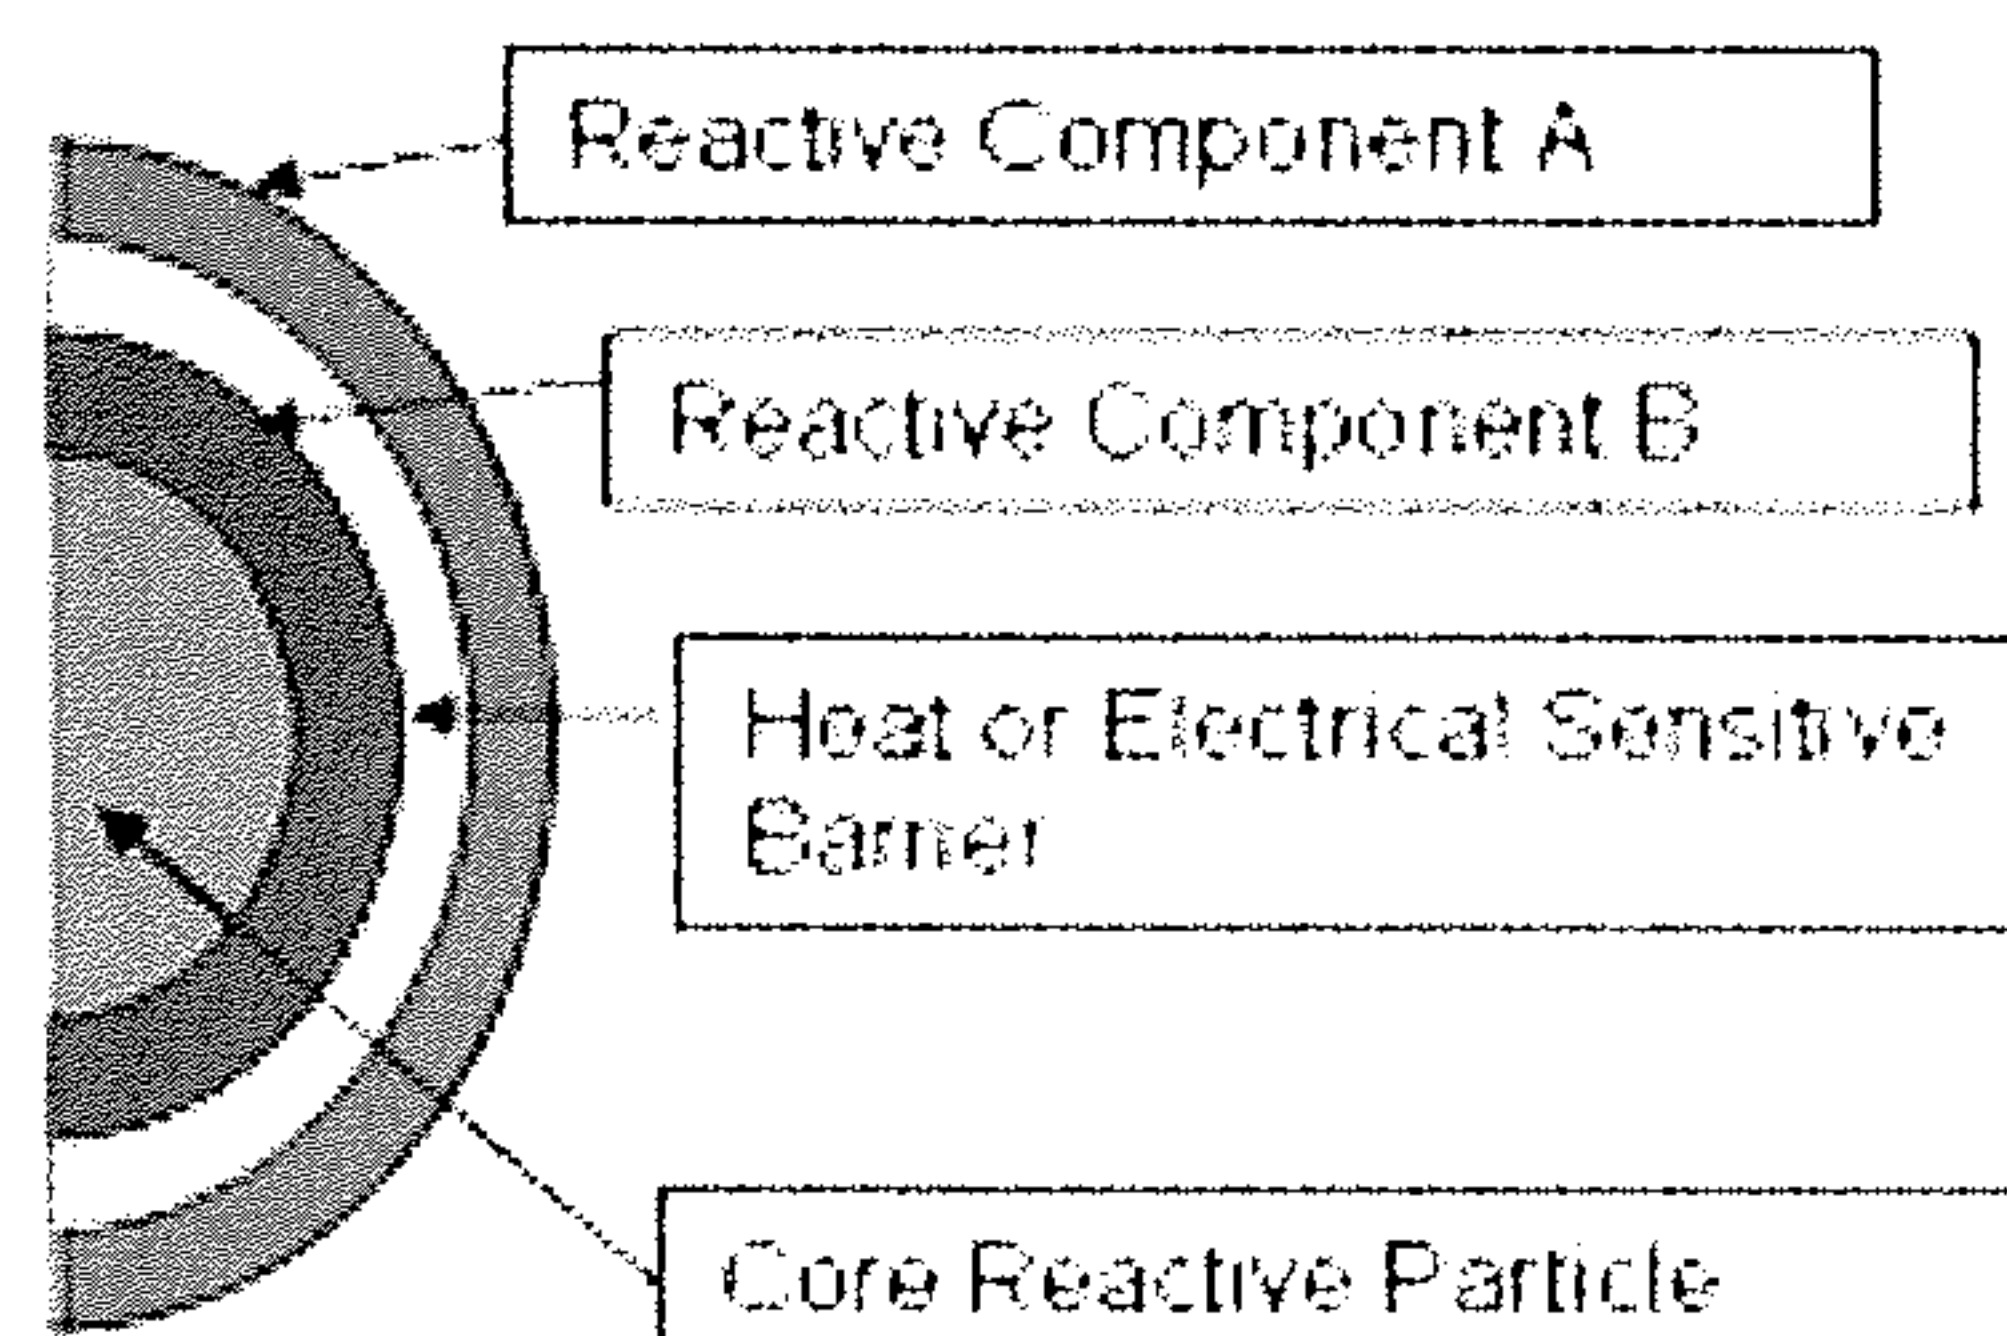 Reactive Component A
Reactive Component B
Heat or Electrical Sensitive
Barrier
Core Reactive Particle